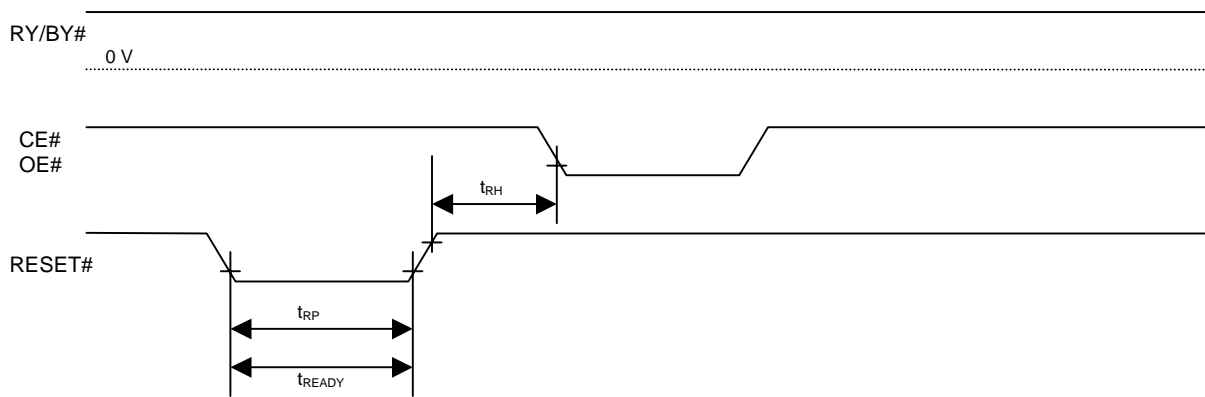 RY/BY#
0 V
CE#
OE#
tRH
RESET#
tRP
tREADY